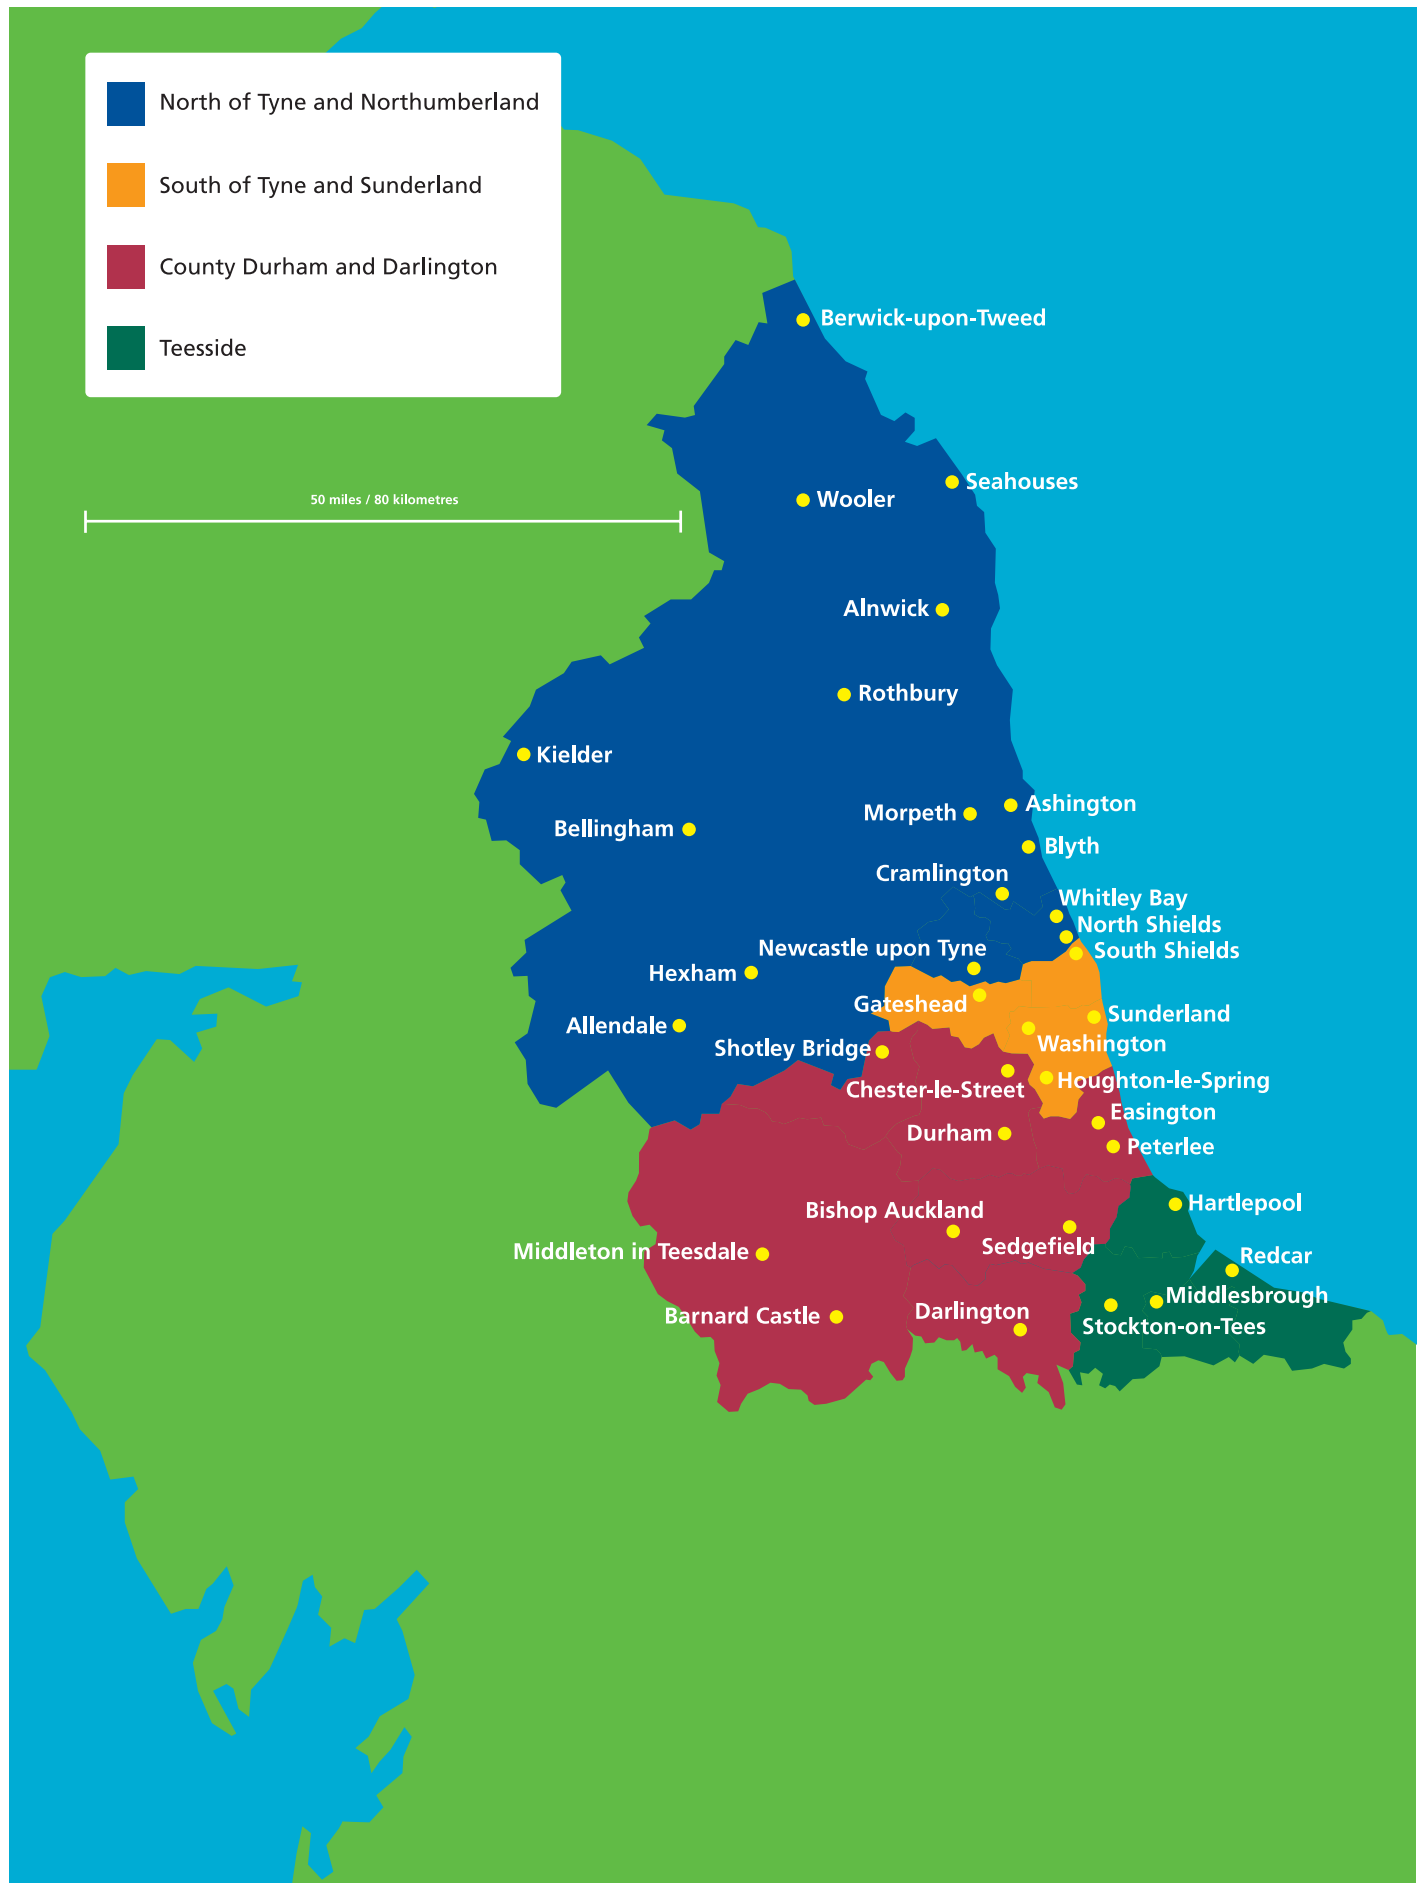 North of Tyne and Northumberland
South of Tyne and Sunderland
County Durham and Darlington
Teesside
50 miles / 80 kilometres
Berwick-upon-Tweed
Seahouses
Wooler
Alnwick
Rothbury
Kielder
Ashington
Morpeth
Bellingham
Blyth
Cramlington
Whitley Bay
North Shields
Newcastle upon Tyne
South Shields
Hexham
Gateshead
Sunderland
Allendale
Washington
Shotley Bridge
Houghton-le-Spring
Chester-le-Street
Easington
Durham
Peterlee
Hartlepool
Bishop Auckland
Sedgefield
Middleton in Teesdale
Redcar
Middlesbrough
Darlington
Barnard Castle
Stockton-on-Tees